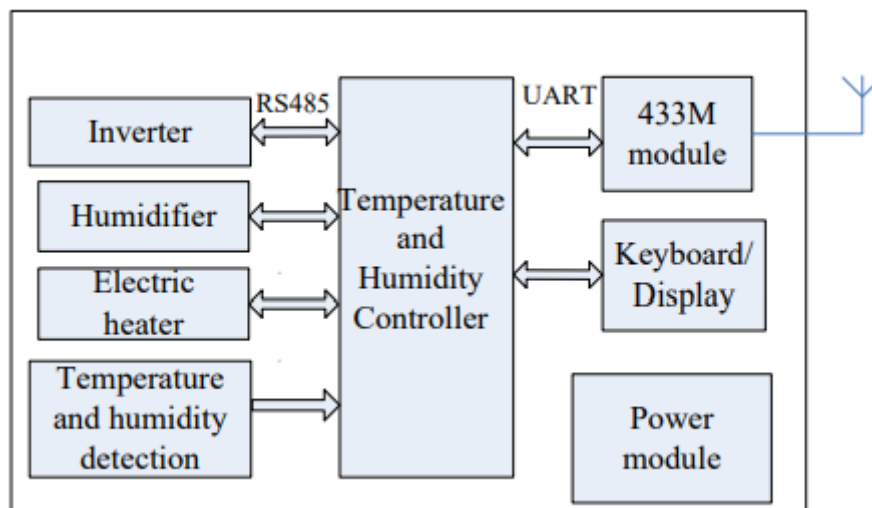 RS485
Inverter
Humidifier
Electric
heater
Temperature
and humidity
detection
Temperature
and
Humidity
Controller
UART
433M
module
Keyboard/
Display
Power
module